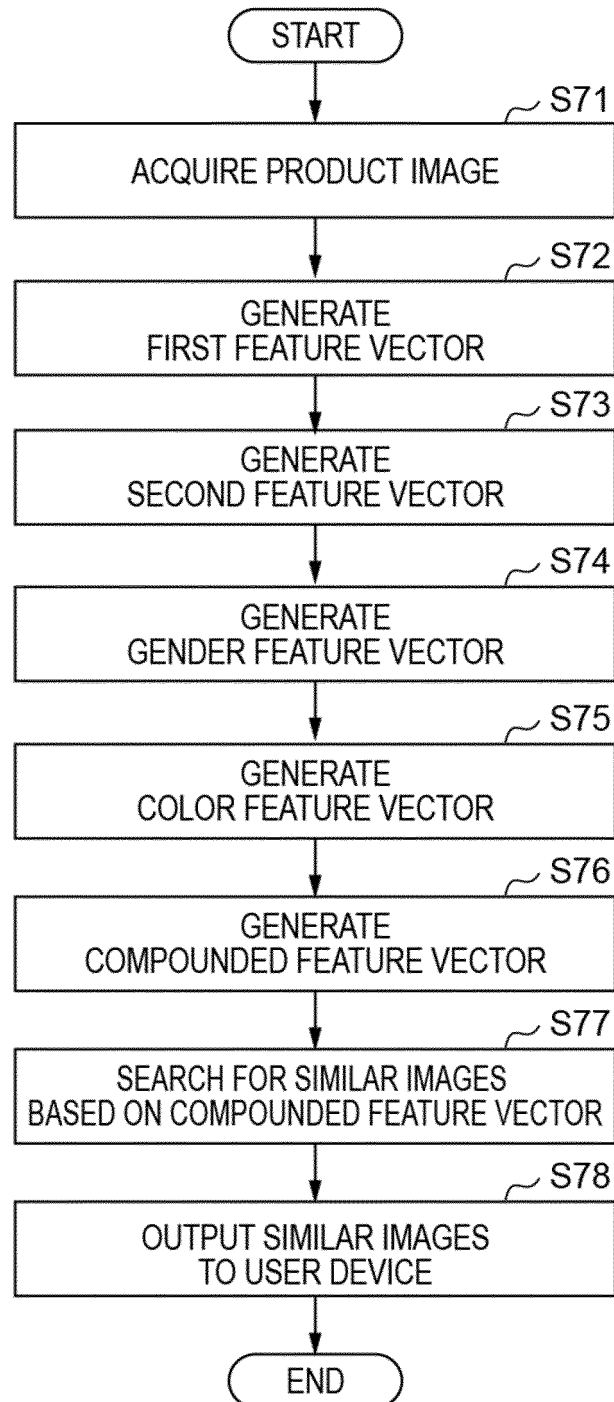 START
S71
ACQUIRE PRODUCT IMAGE
S72
GENERATE
FIRST FEATURE VECTOR
S73
GENERATE
SECOND FEATURE VECTOR
S74
GENERATE
GENDER FEATURE VECTOR
S75
GENERATE
COLOR FEATURE VECTOR
S76
GENERATE
COMPOUNDED FEATURE VECTOR
S77
SEARCH FOR SIMILAR IMAGES
BASED ON COMPOUNDED FEATURE VECTOR
S78
OUTPUT SIMILAR IMAGES
TO USER DEVICE
END